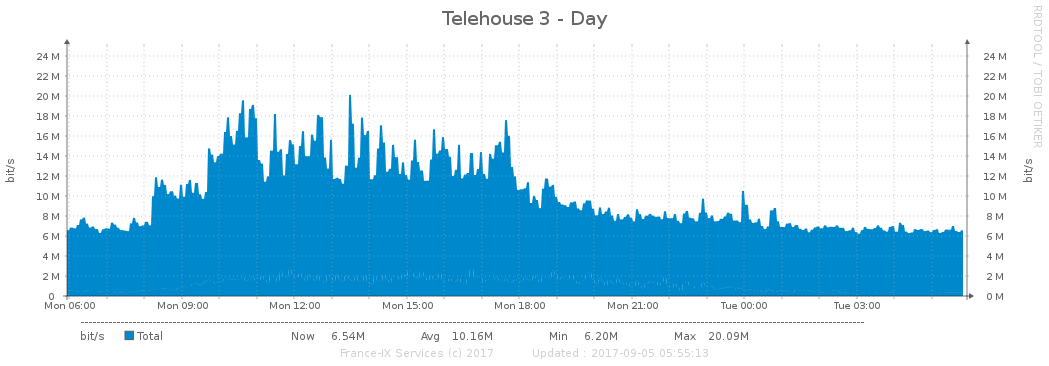 Telehouse 3 - Day
RRDTOOL / TOBI OETIKER
24 M 24 M
22 M 22 M
20 M 20 M
18 M 18 M
16 M 16 M
14 M 14 M
12 M 12 M
10 M 10 M
8 M 8 M
6 M 6 M
4 M 4 M
2 M 2 M
0 0 M
bit/s
bit/s
Mon 06:00 Mon 09:00 Mon 12:00 Mon 15:00 Mon 18:00 Mon 21:00 Tue 00:00 Tue 03:00
bit/s Total Now 6.54M Avg 10.16M Min 6.20M Max 20.09M
France-IX Services (c) 2017 Updated : 2017-09-05 05:55:13